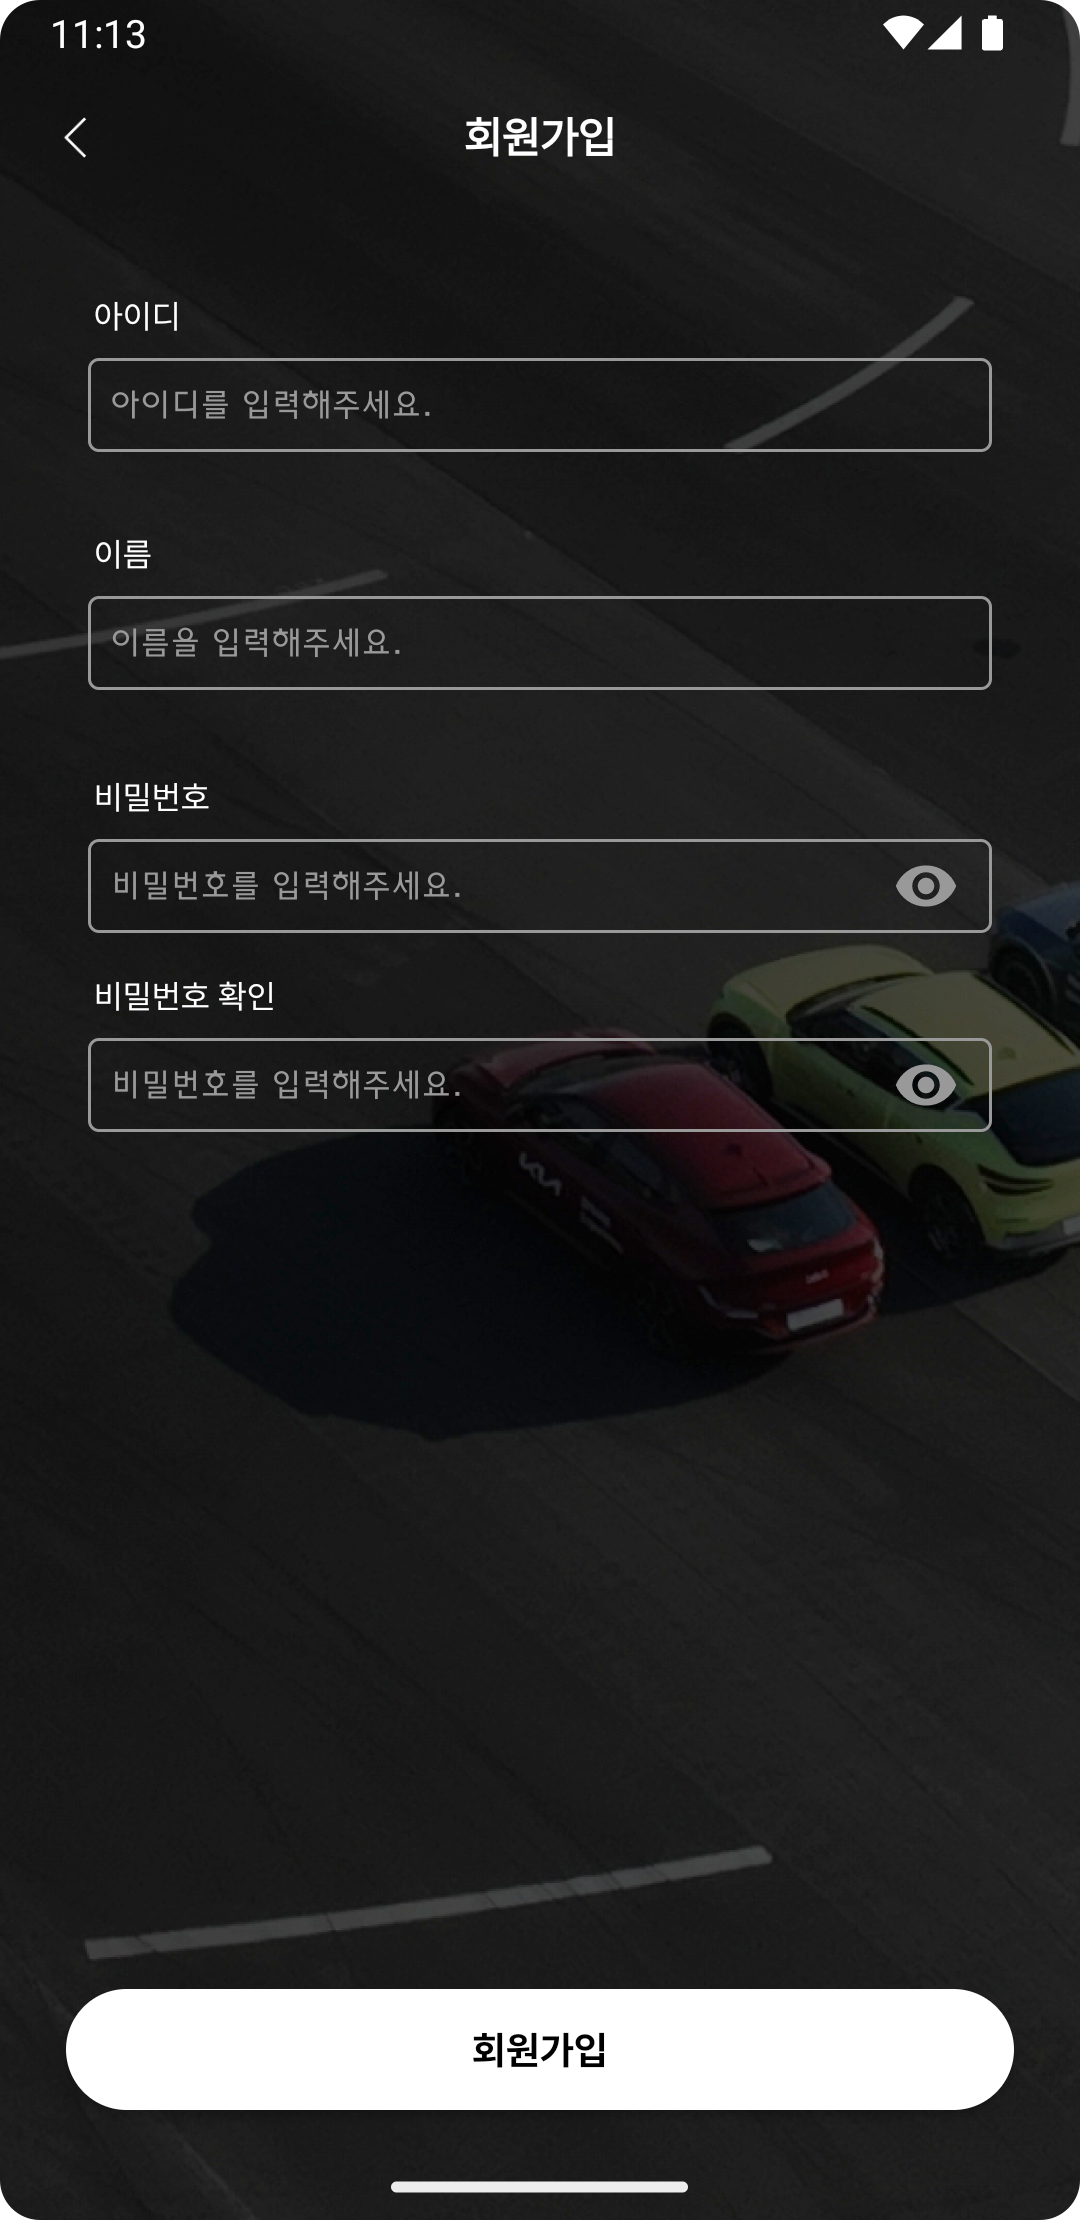 11:13
회원가입
아이디
아이디를 입력해주세요.
이름
이름을 입력해주세요.
비밀번호
비밀번호를 입력해주세요.
비밀번호 확인
비밀번호를 입력해주세요.
회원가입